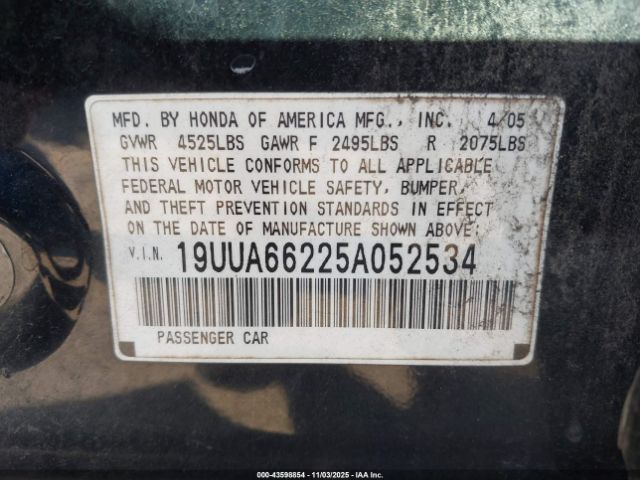 MFD. BY HONDA OF AMERICA MFG., INC. 4/05
GVWR 4525LBS GAWR F 2495LBS R 2075LBS
THIS VEHICLE CONFORMS TO ALL APPLICABLE
FEDERAL MOTOR VEHICLE SAFETY, BUMPER,
AND THEFT PREVENTION STANDARDS IN EFFECT
ON THE DATE OF MANUFACTURE SHOWN ABOVE:
V.I.N. 19UUA66225A052534
PASSENGER CAR
000-43598854 - 11/03/2025 - IAAI, Inc.